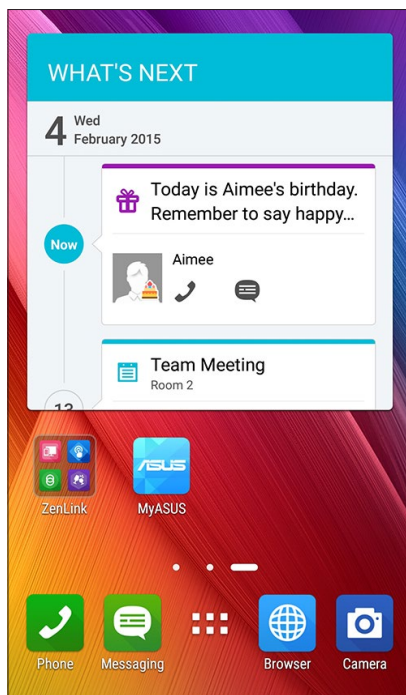 WHAT'S NEXT
4
Wed
February 2015
Today is Aimee's birthday.
Remember to say happy...
Now
Aimee
Team Meeting
Room 2
13
ASUS
ZenLink
MyASUS
Phone
Messaging
Browser
Camera